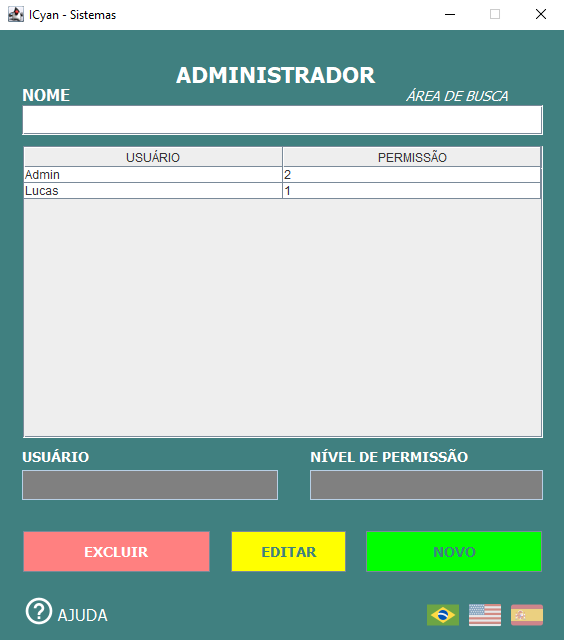 ICyan - Sistemas
ADMINISTRADOR
NOME ÁREA DE BUSCA
USUÁRIO PERMISSÃO
Admin 2
Lucas 1
USUÁRIO NÍVEL DE PERMISSÃO
EXCLUIR EDITAR NOVO
? AJUDA